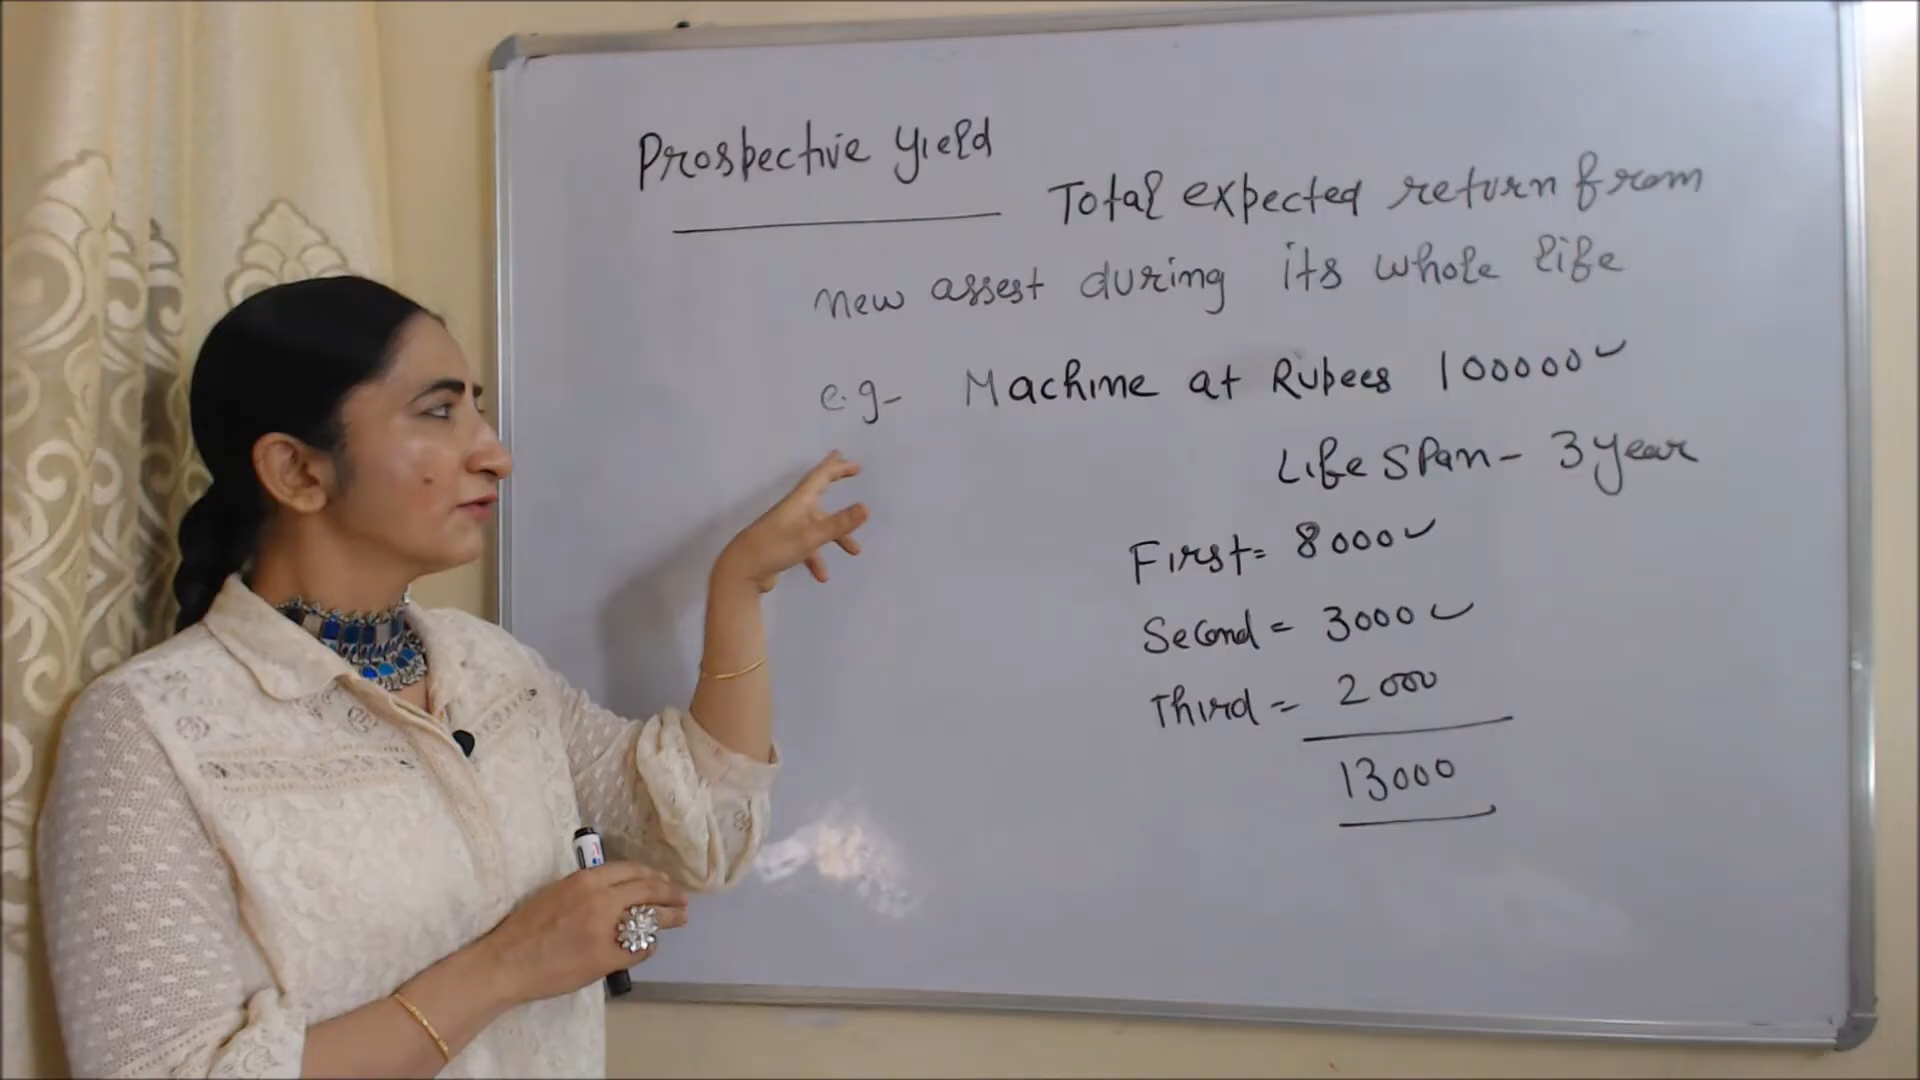 Prospective Yield
Total expected return from
new assest during its whole life
e.g- Machine at Rupees 100000
Life Span - 3 year
First = 8000
Second = 3000
Third = 2000
13000